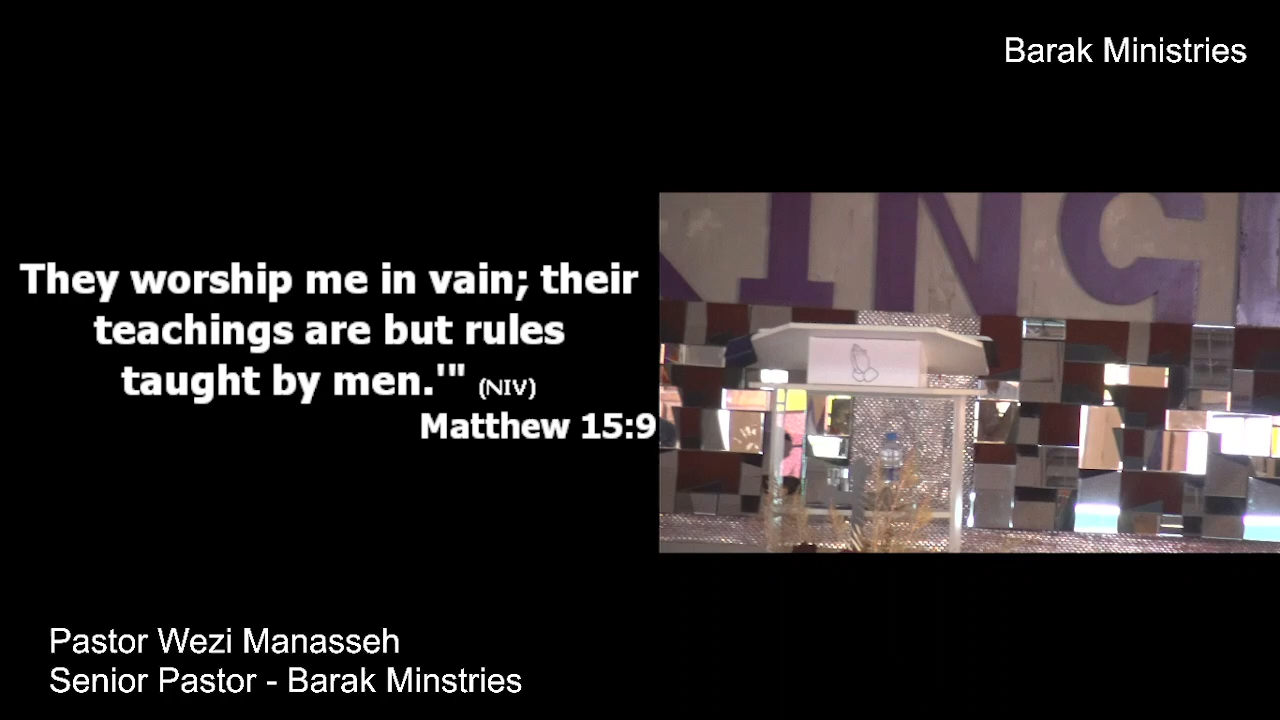 Barak Ministries
They worship me in vain; their
teachings are but rules
taught by men.'" (NIV)
Matthew 15:9
ING
Pastor Wezi Manasseh
Senior Pastor - Barak Minstries